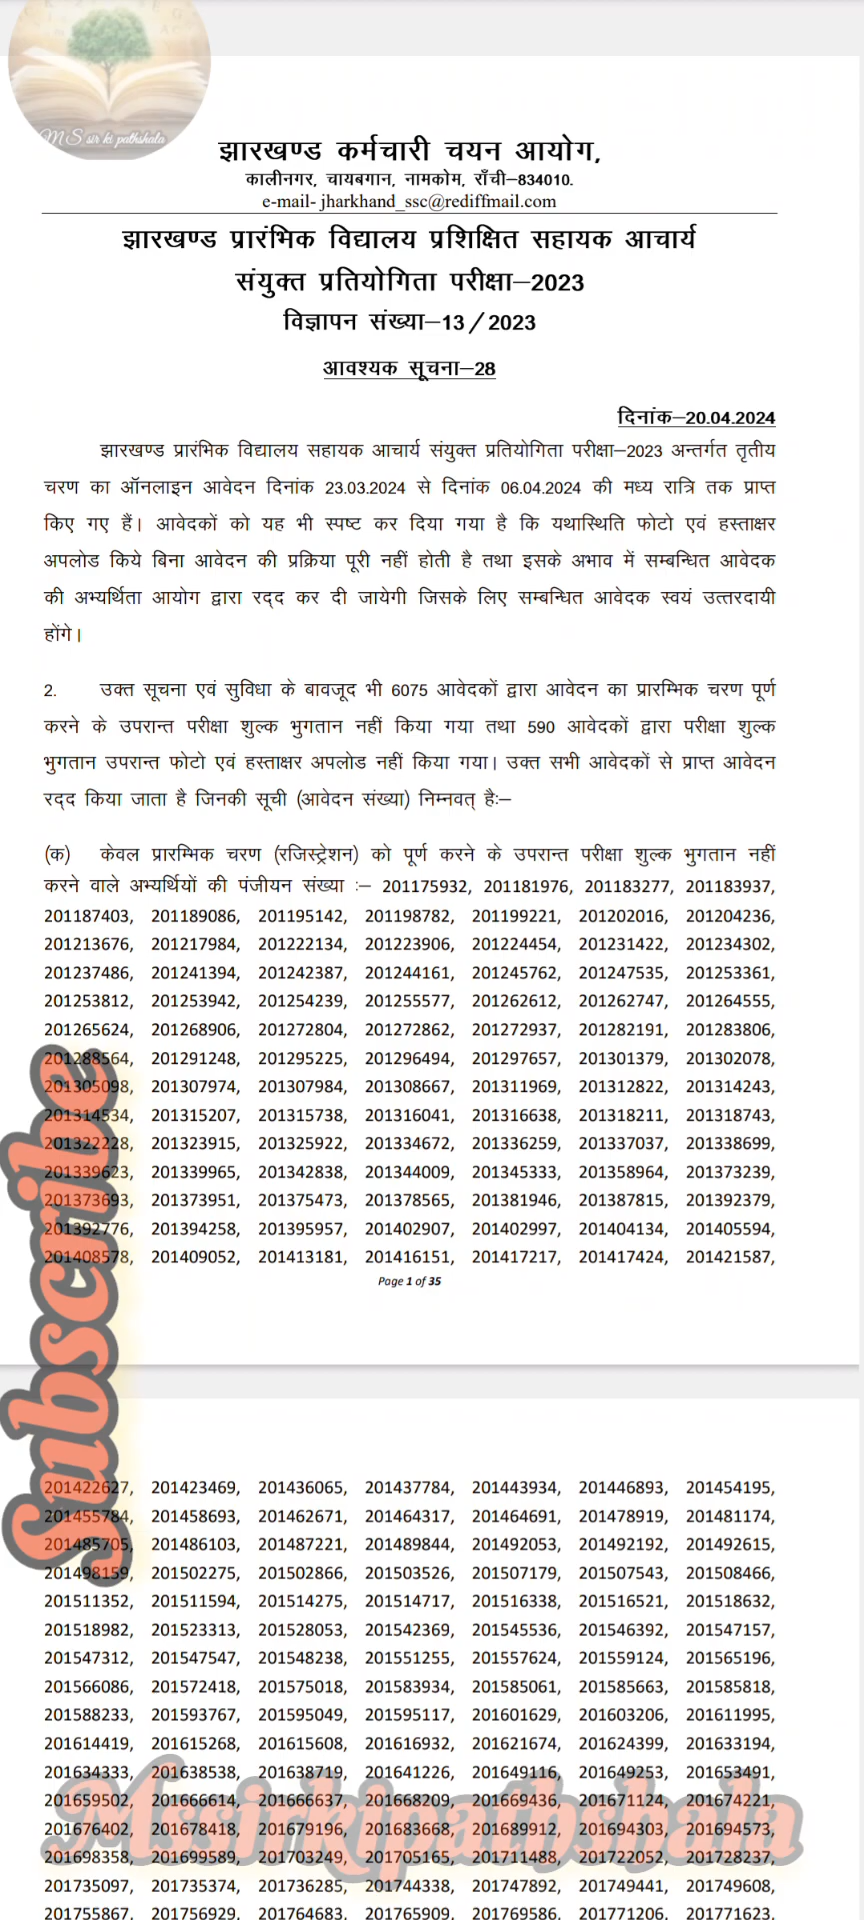 M S sir ki pathshala
झारखण्ड कर्मचारी चयन आयोग,
कालीनगर, चायबगान, नामकोम, राँची–834010.
e-mail- jharkhand_ssc@rediffmail.com
झारखण्ड प्रारंभिक विद्यालय प्रशिक्षित सहायक आचार्य
संयुक्त प्रतियोगिता परीक्षा–2023
विज्ञापन संख्या–13/2023
आवश्यक सूचना–28
दिनांक–20.04.2024
झारखण्ड प्रारंभिक विद्यालय सहायक आचार्य संयुक्त प्रतियोगिता परीक्षा–2023 अन्तर्गत तृतीय
चरण का ऑनलाइन आवेदन दिनांक 23.03.2024 से दिनांक 06.04.2024 की मध्य रात्रि तक प्राप्त
किए गए हैं। आवेदकों को यह भी स्पष्ट कर दिया गया है कि यथास्थिति फोटो एवं हस्ताक्षर
अपलोड किये बिना आवेदन की प्रक्रिया पूरी नहीं होती है तथा इसके अभाव में सम्बन्धित आवेदक
की अभ्यर्थिता आयोग द्वारा रद्द कर दी जायेगी जिसके लिए सम्बन्धित आवेदक स्वयं उत्तरदायी
होंगे।
2. उक्त सूचना एवं सुविधा के बावजूद भी 6075 आवेदकों द्वारा आवेदन का प्रारम्भिक चरण पूर्ण
करने के उपरान्त परीक्षा शुल्क भुगतान नहीं किया गया तथा 590 आवेदकों द्वारा परीक्षा शुल्क
भुगतान उपरान्त फोटो एवं हस्ताक्षर अपलोड नहीं किया गया। उक्त सभी आवेदकों से प्राप्त आवेदन
रद्द किया जाता है जिनकी सूची (आवेदन संख्या) निम्नवत् हैः–
(क) केवल प्रारम्भिक चरण (रजिस्ट्रेशन) को पूर्ण करने के उपरान्त परीक्षा शुल्क भुगतान नहीं
करने वाले अभ्यर्थियों की पंजीयन संख्या :– 201175932, 201181976, 201183277, 201183937,
201187403, 201189086, 201195142, 201198782, 201199221, 201202016, 201204236,
201213676, 201217984, 201222134, 201223906, 201224454, 201231422, 201234302,
201237486, 201241394, 201242387, 201244161, 201245762, 201247535, 201253361,
201253812, 201253942, 201254239, 201255577, 201262612, 201262747, 201264555,
201265624, 201268906, 201272804, 201272862, 201272937, 201282191, 201283806,
201288564, 201291248, 201295225, 201296494, 201297657, 201301379, 201302078,
201305098, 201307974, 201307984, 201308667, 201311969, 201312822, 201314243,
201314534, 201315207, 201315738, 201316041, 201316638, 201318211, 201318743,
201322228, 201323915, 201325922, 201334672, 201336259, 201337037, 201338699,
201339623, 201339965, 201342838, 201344009, 201345333, 201358964, 201373239,
201373693, 201373951, 201375473, 201378565, 201381946, 201387815, 201392379,
201392776, 201394258, 201395957, 201402907, 201402997, 201404134, 201405594,
201408578, 201409052, 201413181, 201416151, 201417217, 201417424, 201421587,
Page 1 of 35
Subscribe
201422627, 201423469, 201436065, 201437784, 201443934, 201446893, 201454195,
201455784, 201458693, 201462671, 201464317, 201464691, 201478919, 201481174,
201485705, 201486103, 201487221, 201489844, 201492053, 201492192, 201492615,
201498159, 201502275, 201502866, 201503526, 201507179, 201507543, 201508466,
201511352, 201511594, 201514275, 201514717, 201516338, 201516521, 201518632,
201518982, 201523313, 201528053, 201542369, 201545536, 201546392, 201547157,
201547312, 201547547, 201548238, 201551255, 201557624, 201559124, 201565196,
201566086, 201572418, 201575018, 201583934, 201585061, 201585663, 201585818,
201588233, 201593767, 201595049, 201595117, 201601629, 201603206, 201611995,
201614419, 201615268, 201615608, 201616932, 201621674, 201624399, 201633194,
201634333, 201638538, 201638719, 201641226, 201649116, 201649253, 201653491,
201659502, 201666614, 201666637, 201668209, 201669436, 201671124, 201674221,
201676402, 201678418, 201679196, 201683668, 201689912, 201694303, 201694573,
201698358, 201699589, 201703249, 201705165, 201711488, 201722052, 201728237,
Mssirkipathshala
201735097, 201735374, 201736285, 201744338, 201747892, 201749441, 201749608,
201755867, 201756929, 201764683, 201765909, 201769586, 201771206, 201771623,